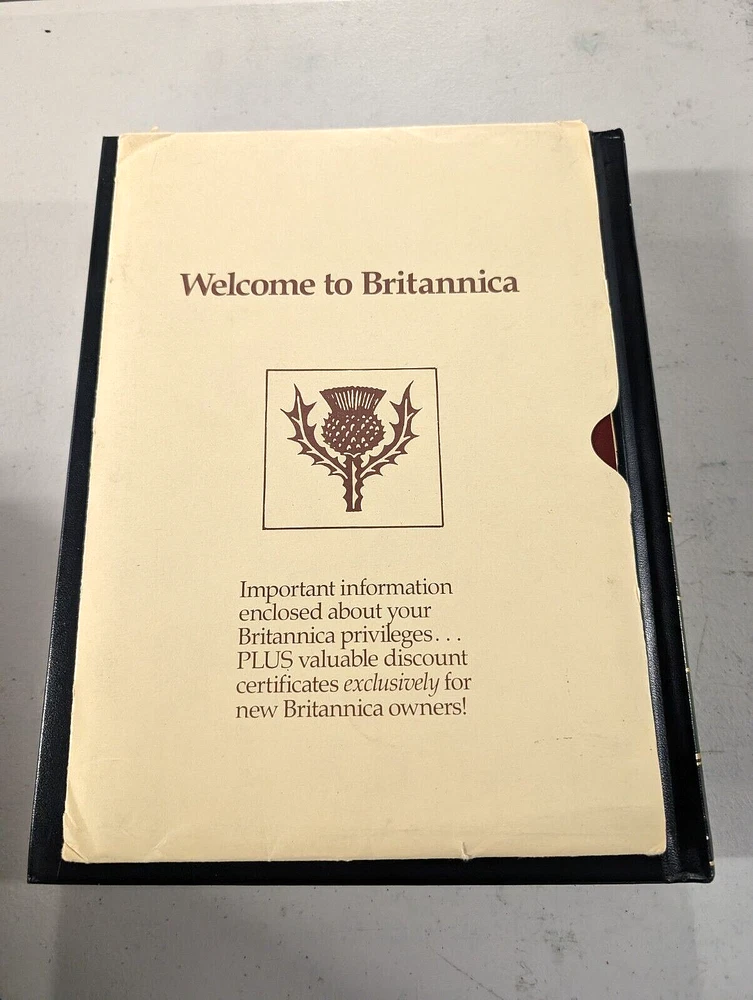 Welcome to Britannica
Important information
enclosed about your
Britannica privileges...
PLUS valuable discount
certificates exclusively for
new Britannica owners!